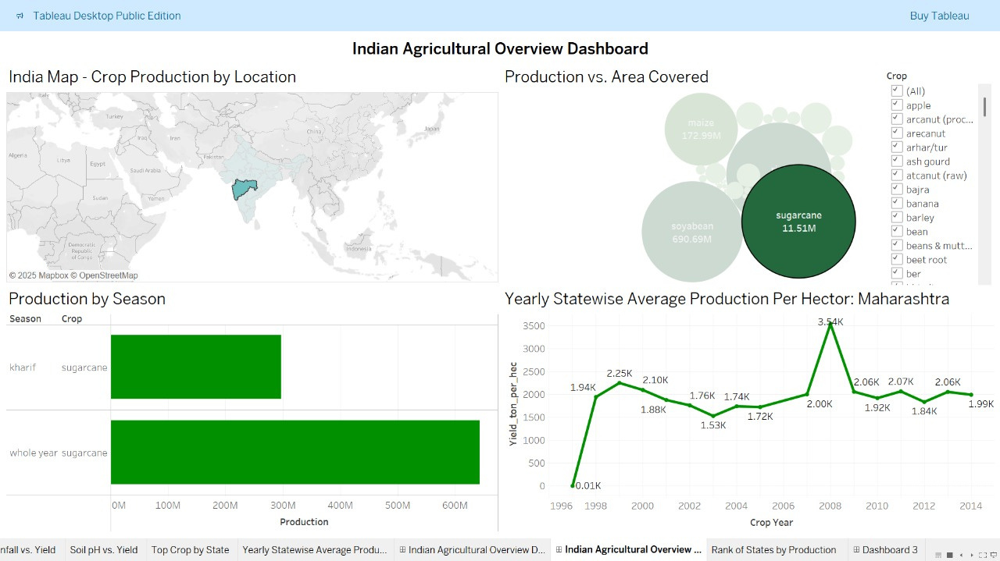 Tableau Desktop Public Edition
Buy Tableau
Indian Agricultural Overview Dashboard
India Map - Crop Production by Location
Italy
Turkey
Iraq
Iran
China
Japan
Algeria
Libya
Egypt
Pakistan
Saudi Arabia
Sudan
Yemen
Democratic
Republic
of Congo
Indonesia
© 2025 Mapbox © OpenStreetMap
Production vs. Area Covered
maize
172.99M
soyabean
690.69M
sugarcane
11.51M
Crop
(All)
apple
arcanut (proc...
arecanut
arhar/tur
ash gourd
atcanut (raw)
bajra
banana
barley
bean
beans & mutt...
beet root
ber
Production by Season
Season Crop
kharif sugarcane
whole year sugarcane
0M 100M 200M 300M 400M 500M 600M
Production
Yearly Statewise Average Production Per Hector: Maharashtra
Yield_ton_per_hec
3500
3000
2500
2000
1500
1000
500
0
0.01K
1.94K
2.25K
2.10K
1.88K
1.76K
1.53K
1.74K
1.72K
2.00K
3.54K
2.06K
1.92K
2.07K
1.84K
2.06K
1.99K
1996 1998 2000 2002 2004 2006 2008 2010 2012 2014
Crop Year
nfall vs. Yield
Soil pH vs. Yield
Top Crop by State
Yearly Statewise Average Produ...
Indian Agricultural Overview D...
Indian Agricultural Overview ...
Rank of States by Production
Dashboard 3